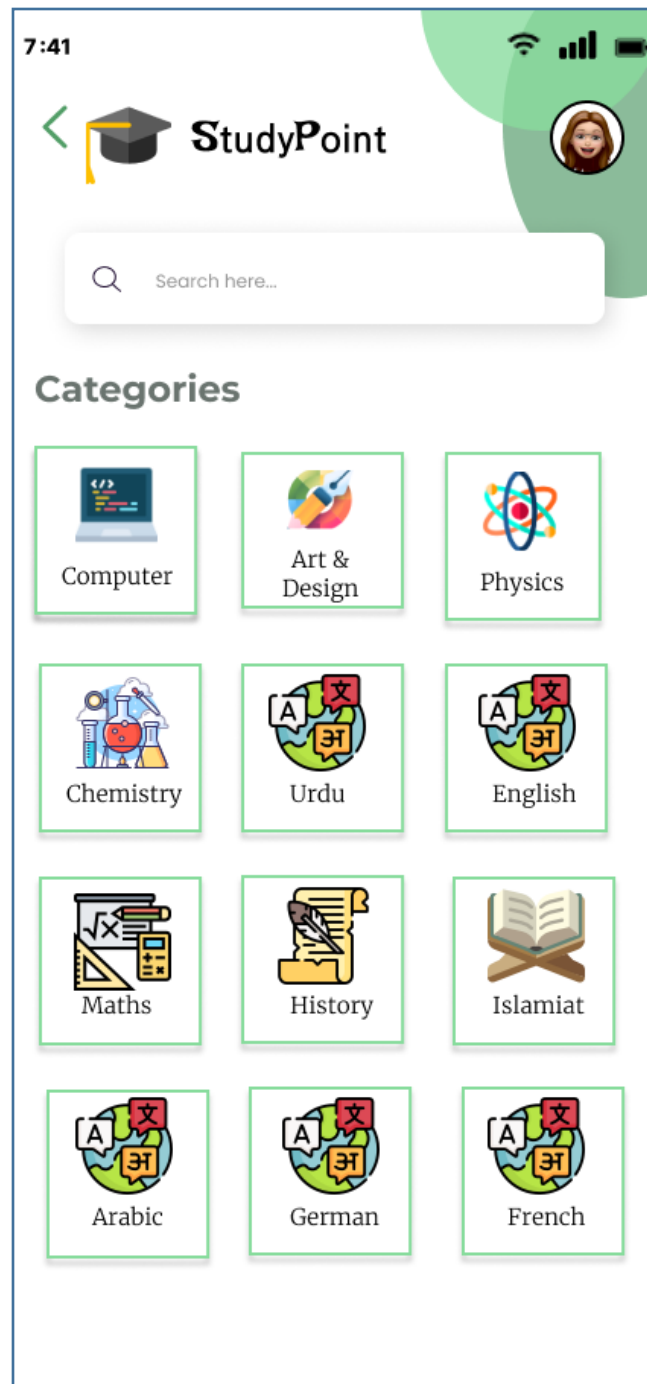 7:41
StudyPoint
Search here...
Categories
Computer
Art &
Design
Physics
Chemistry
Urdu
English
Maths
History
Islamiat
Arabic
German
French